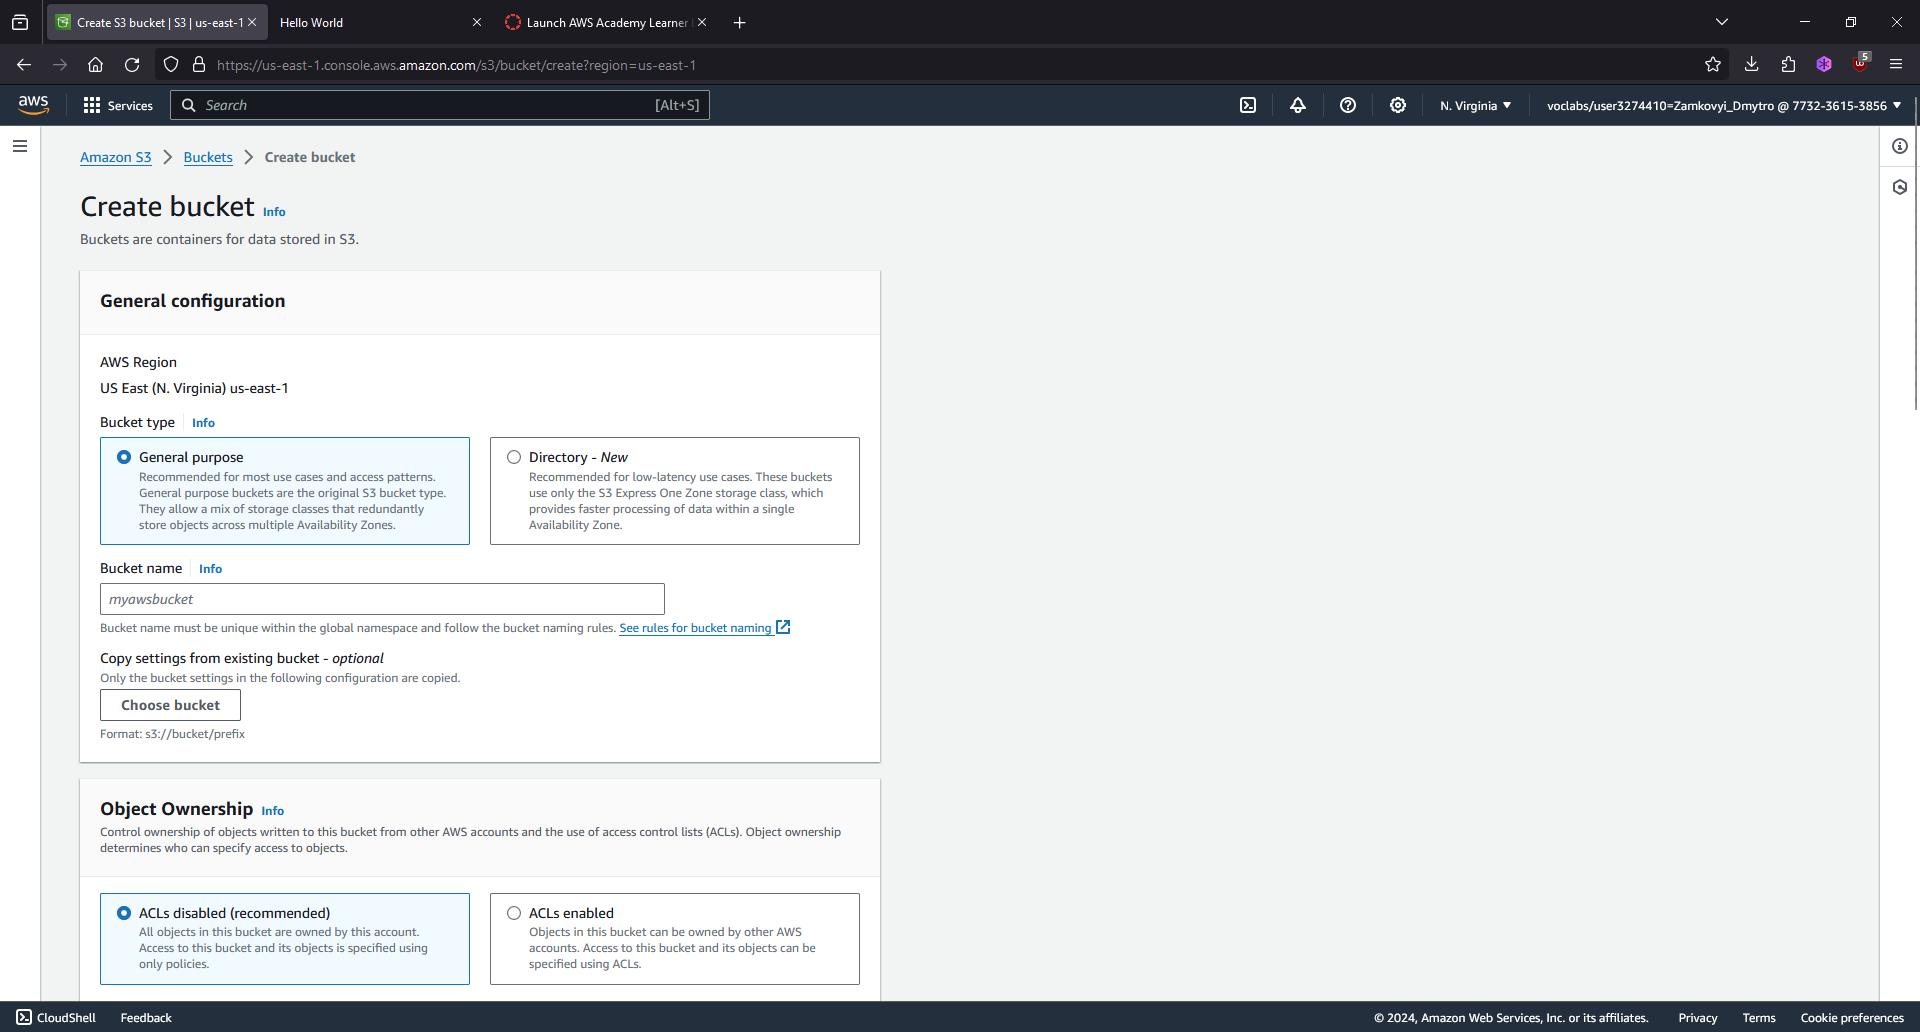 Create S3 bucket | S3 | us-east-1
Hello World
Launch AWS Academy Learner
https://us-east-1.console.aws.amazon.com/s3/bucket/create?region=us-east-1
5
aws
Services
Search
[Alt+S]
N. Virginia
voclabs/user3274410=Zamkovyi_Dmytro @ 7732-3615-3856
Amazon S3
Buckets
Create bucket
Create bucket Info
Buckets are containers for data stored in S3.
General configuration
AWS Region
US East (N. Virginia) us-east-1
Bucket type Info
General purpose
Recommended for most use cases and access patterns.
General purpose buckets are the original S3 bucket type.
They allow a mix of storage classes that redundantly
store objects across multiple Availability Zones.
Directory - New
Recommended for low-latency use cases. These buckets
use only the S3 Express One Zone storage class, which
provides faster processing of data within a single
Availability Zone.
Bucket name Info
myawsbucket
Bucket name must be unique within the global namespace and follow the bucket naming rules. See rules for bucket naming
Copy settings from existing bucket - optional
Only the bucket settings in the following configuration are copied.
Choose bucket
Format: s3://bucket/prefix
Object Ownership Info
Control ownership of objects written to this bucket from other AWS accounts and the use of access control lists (ACLs). Object ownership
determines who can specify access to objects.
ACLs disabled (recommended)
All objects in this bucket are owned by this account.
Access to this bucket and its objects is specified using
only policies.
ACLs enabled
Objects in this bucket can be owned by other AWS
accounts. Access to this bucket and its objects can be
specified using ACLs.
CloudShell
Feedback
© 2024, Amazon Web Services, Inc. or its affiliates.
Privacy
Terms
Cookie preferences